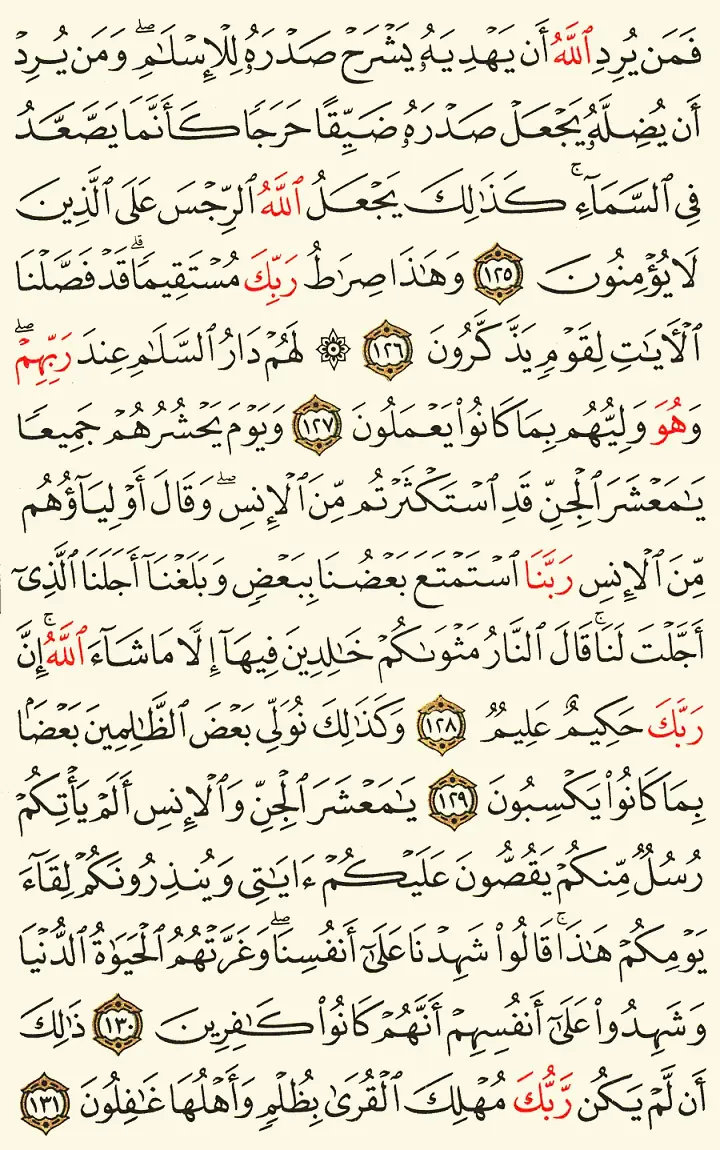 فَمَن يُرِدِ ٱللَّهُ أَن يَهْدِيَهُۥ يَشْرَحْ صَدْرَهُۥ لِلْإِسْلَٰمِ ۖ وَمَن يُرِدْ
أَن يُضِلَّهُۥ يَجْعَلْ صَدْرَهُۥ ضَيِّقًا حَرَجًا كَأَنَّمَا يَصَّعَّدُ
فِى ٱلسَّمَآءِ ۚ كَذَٰلِكَ يَجْعَلُ ٱللَّهُ ٱلرِّجْسَ عَلَى ٱلَّذِينَ
لَا يُؤْمِنُونَ ١٢٥ وَهَٰذَا صِرَٰطُ رَبِّكَ مُسْتَقِيمًا ۗ قَدْ فَصَّلْنَا
ٱلْءَايَٰتِ لِقَوْمٍ يَذَّكَّرُونَ ١٢٦ ۞ لَهُمْ دَارُ ٱلسَّلَٰمِ عِندَ رَبِّهِمْ ۖ
وَهُوَ وَلِيُّهُم بِمَا كَانُوا۟ يَعْمَلُونَ ١٢٧ وَيَوْمَ يَحْشُرُهُمْ جَمِيعًا
يَٰمَعْشَرَ ٱلْجِنِّ قَدِ ٱسْتَكْثَرْتُم مِّنَ ٱلْإِنسِ ۖ وَقَالَ أَوْلِيَآؤُهُم
مِّنَ ٱلْإِنسِ رَبَّنَا ٱسْتَمْتَعَ بَعْضُنَا بِبَعْضٍ وَبَلَغْنَآ أَجَلَنَا ٱلَّذِىٓ
أَجَّلْتَ لَنَا ۚ قَالَ ٱلنَّارُ مَثْوَىٰكُمْ خَٰلِدِينَ فِيهَآ إِلَّا مَا شَآءَ ٱللَّهُ ۗ إِنَّ
رَبَّكَ حَكِيمٌ عَلِيمٌ ١٢٨ وَكَذَٰلِكَ نُوَلِّى بَعْضَ ٱلظَّٰلِمِينَ بَعْضًۢا
بِمَا كَانُوا۟ يَكْسِبُونَ ١٢٩ يَٰمَعْشَرَ ٱلْجِنِّ وَٱلْإِنسِ أَلَمْ يَأْتِكُمْ
رُسُلٌ مِّنكُمْ يَقُصُّونَ عَلَيْكُمْ ءَايَٰتِى وَيُنذِرُونَكُمْ لِقَآءَ
يَوْمِكُمْ هَٰذَا ۚ قَالُوا۟ شَهِدْنَا عَلَىٰٓ أَنفُسِنَا ۖ وَغَرَّتْهُمُ ٱلْحَيَوٰةُ ٱلدُّنْيَا
وَشَهِدُوا۟ عَلَىٰٓ أَنفُسِهِمْ أَنَّهُمْ كَانُوا۟ كَٰفِرِينَ ١٣٠ ذَٰلِكَ
أَن لَّمْ يَكُن رَّبُّكَ مُهْلِكَ ٱلْقُرَىٰ بِظُلْمٍ وَأَهْلُهَا غَٰفِلُونَ ١٣١